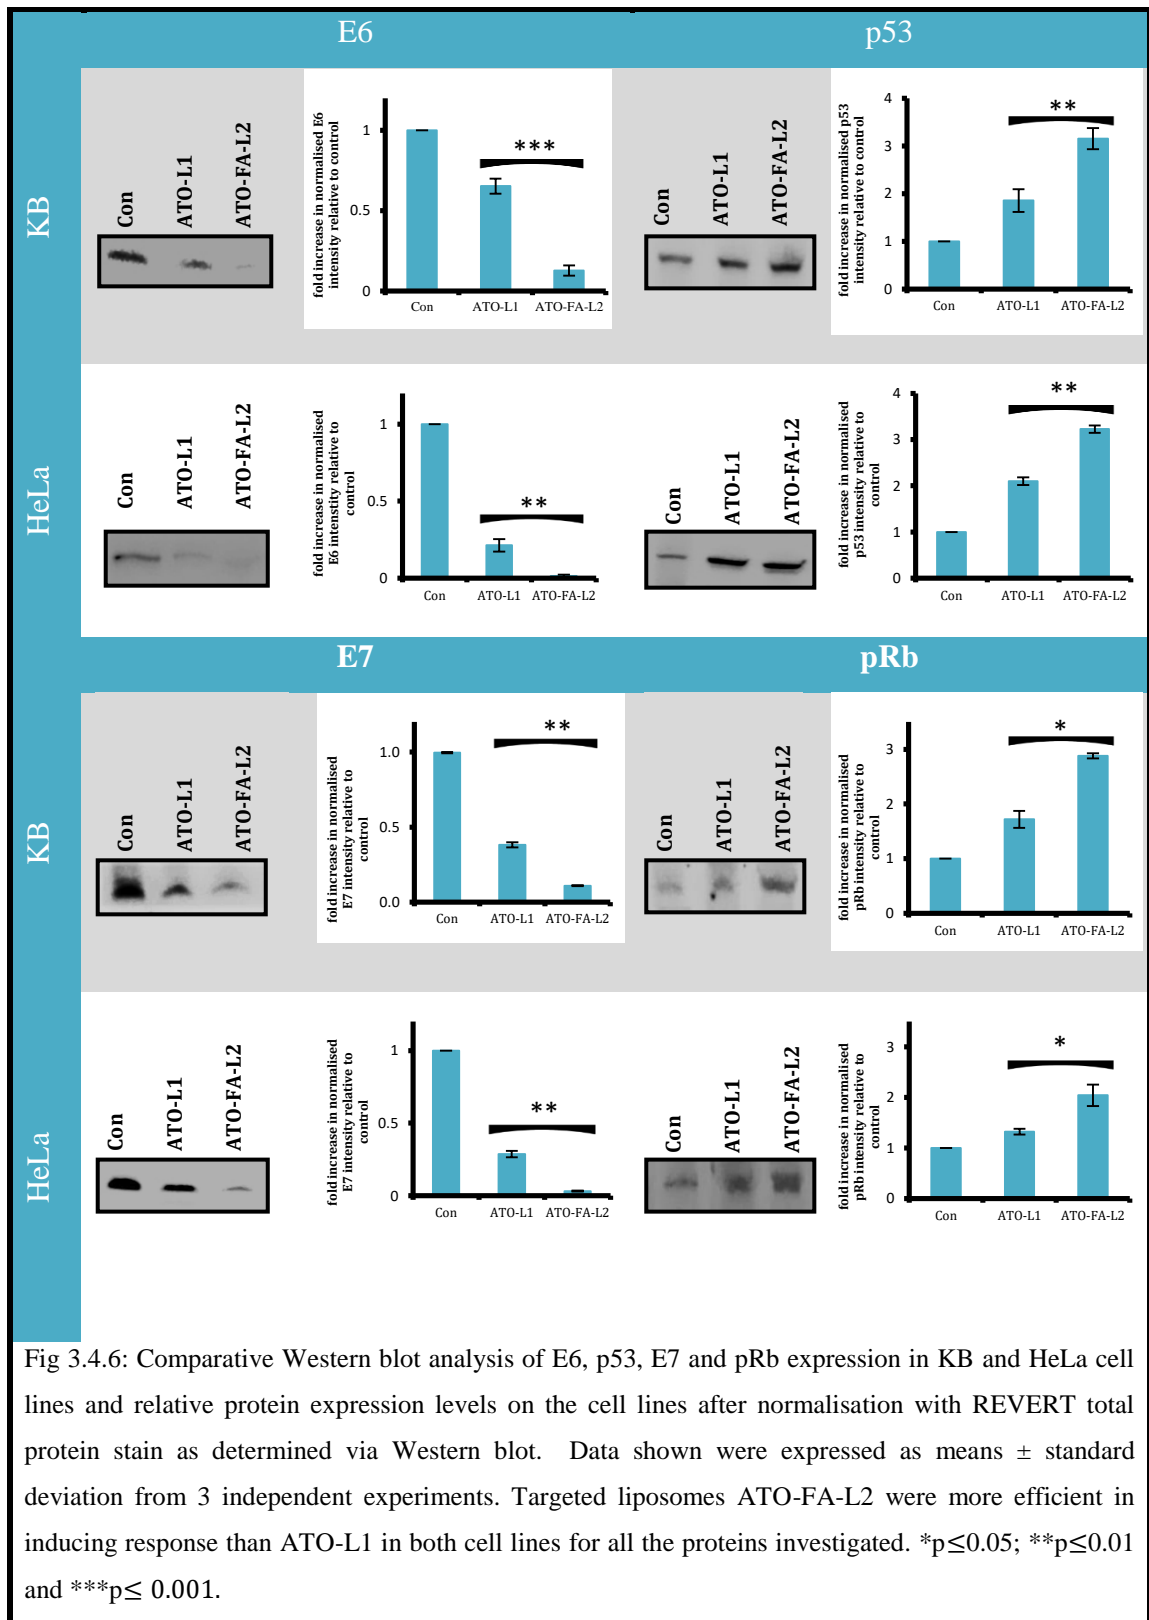 E6
p53
KB
Con
ATO-L1
ATO-FA-L2
fold increase in normalised E6
intensity relative to control
1
0.5
0
***
Con
ATO-L1
ATO-FA-L2
Con
ATO-L1
ATO-FA-L2
fold increase in normalised p53
intensity relative to control
4
3
2
1
0
**
Con
ATO-L1
ATO-FA-L2
HeLa
Con
ATO-L1
ATO-FA-L2
fold increase in normalised
E6 intenstity relative to
control
1
0.5
0
**
Con
ATO-L1
ATO-FA-L2
Con
ATO-L1
ATO-FA-L2
fold increase in normalised
p53 intensity relative to
control
4
3
2
1
0
**
Con
ATO-L1
ATO-FA-L2
E7
pRb
KB
Con
ATO-L1
ATO-FA-L2
fold increase in normalised
E7 intensity relative to
control
1.0
0.5
0.0
**
Con
ATO-L1
ATO-FA-L2
Con
ATO-L1
ATO-FA-L2
fold increase in normalised
pRb intensity relative to
control
3
2
1
0
*
Con
ATO-L1
ATO-FA-L2
HeLa
Con
ATO-L1
ATO-FA-L2
fold increase in normalised
E7 intensity relative to
control
1
0.5
0
**
Con
ATO-L1
ATO-FA-L2
Con
ATO-L1
ATO-FA-L2
fold increase in normalised
pRb intensity relative to
control
3
2
1
0
*
Con
ATO-L1
ATO-FA-L2
Fig 3.4.6: Comparative Western blot analysis of E6, p53, E7 and pRb expression in KB and HeLa cell
lines and relative protein expression levels on the cell lines after normalisation with REVERT total
protein stain as determined via Western blot. Data shown were expressed as means ± standard
deviation from 3 independent experiments. Targeted liposomes ATO-FA-L2 were more efficient in
inducing response than ATO-L1 in both cell lines for all the proteins investigated. *p≤0.05; **p≤0.01
and ***p≤ 0.001.